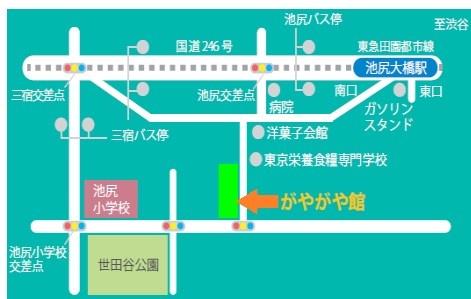 池尻バス停
至渋谷
国道246号
東急田園都市線
池尻大橋駅
三宿交差点
池尻交差点
南口
東口
病院
ガソリン
スタンド
三宿バス停
洋菓子会館
東京栄養食糧専門学校
池尻
小学校
がやがや館
池尻小学校
交差点
世田谷公園